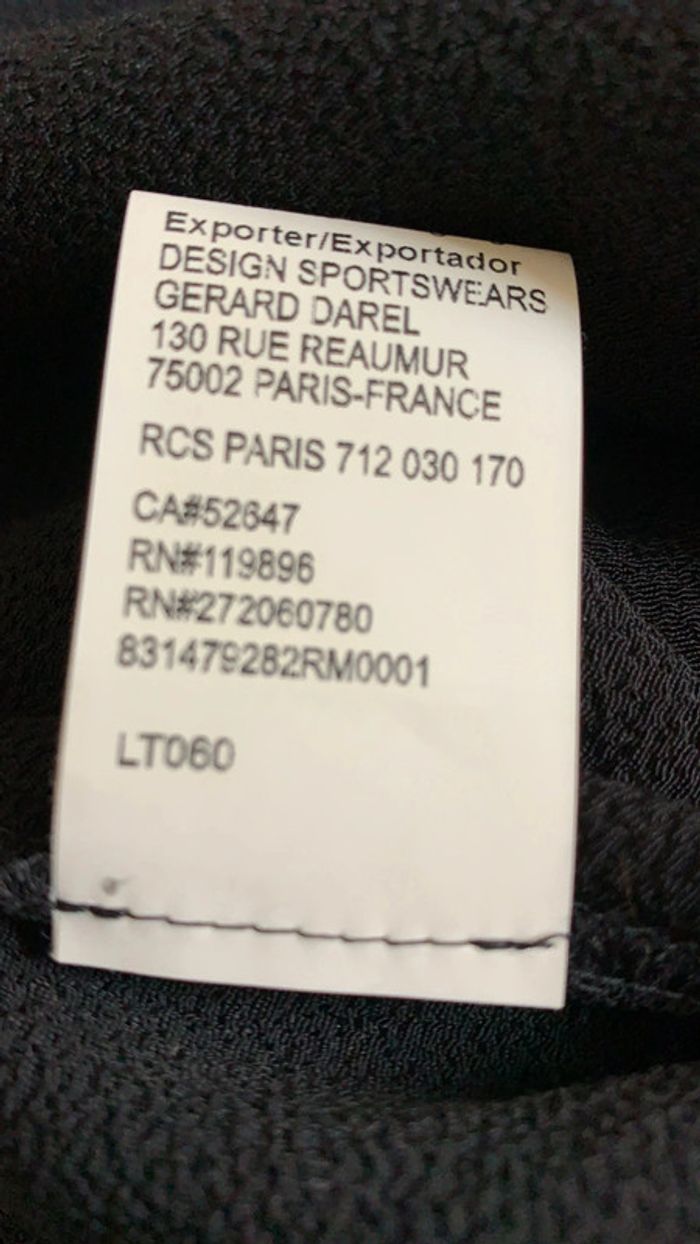 Exporter/Exportador
DESIGN SPORTSWEARS
GERARD DAREL
130 RUE REAUMUR
75002 PARIS-FRANCE
RCS PARIS 712 030 170
CA#52647
RN#119896
RN#272060780
831479282RM0001
LT060